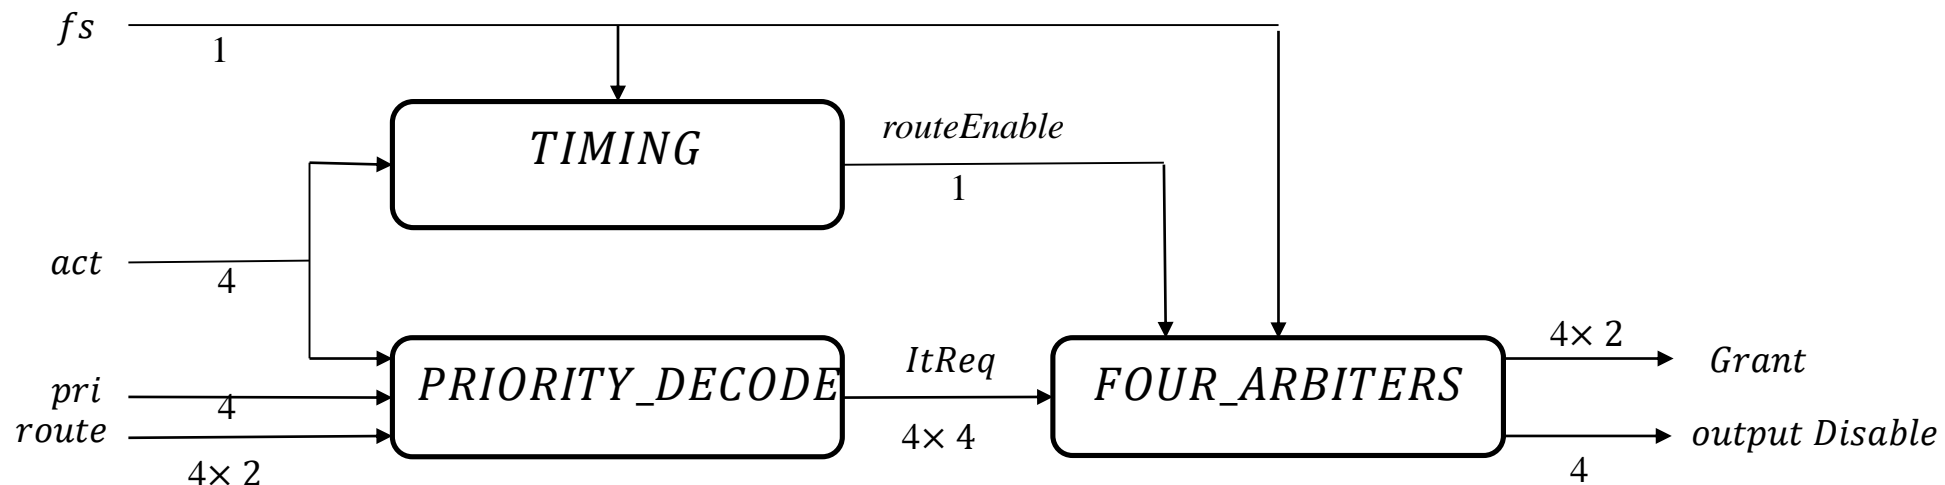 fs
1
TIMING
routeEnable
1
act
4
4× 2
Grant
pri
4
PRIORITY_DECODE
ItReq
FOUR_ARBITERS
route
4× 4
output Disable
4× 2
4